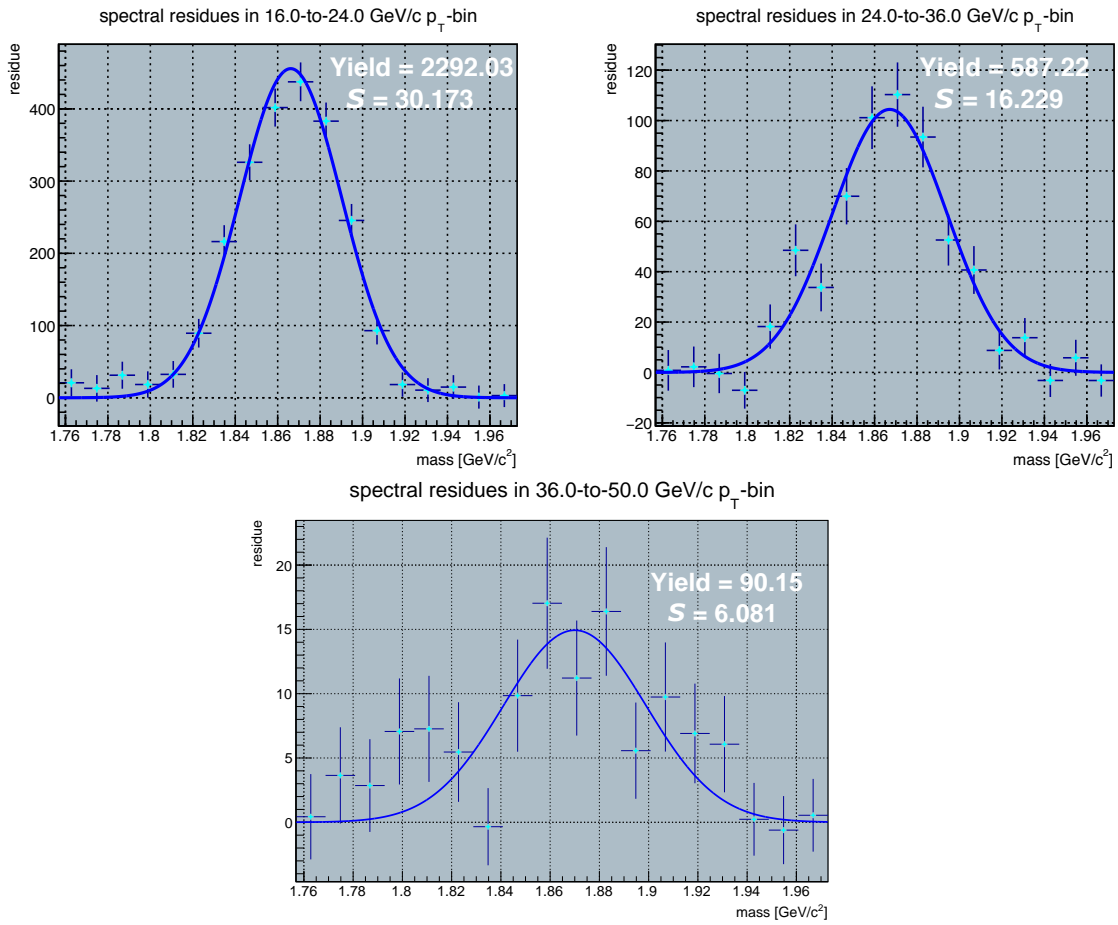 spectral residues in 16.0-to-24.0 GeV/c p_T-bin
residue
Yield = 2292.03
S = 30.173
400
300
200
100
0
1.76 1.78 1.8 1.82 1.84 1.86 1.88 1.9 1.92 1.94 1.96
mass [GeV/c²]
spectral residues in 24.0-to-36.0 GeV/c p_T-bin
residue
Yield = 587.22
S = 16.229
120
100
80
60
40
20
0
−20
1.76 1.78 1.8 1.82 1.84 1.86 1.88 1.9 1.92 1.94 1.96
mass [GeV/c²]
spectral residues in 36.0-to-50.0 GeV/c p_T-bin
residue
Yield = 90.15
S = 6.081
20
15
10
5
0
1.76 1.78 1.8 1.82 1.84 1.86 1.88 1.9 1.92 1.94 1.96
mass [GeV/c²]